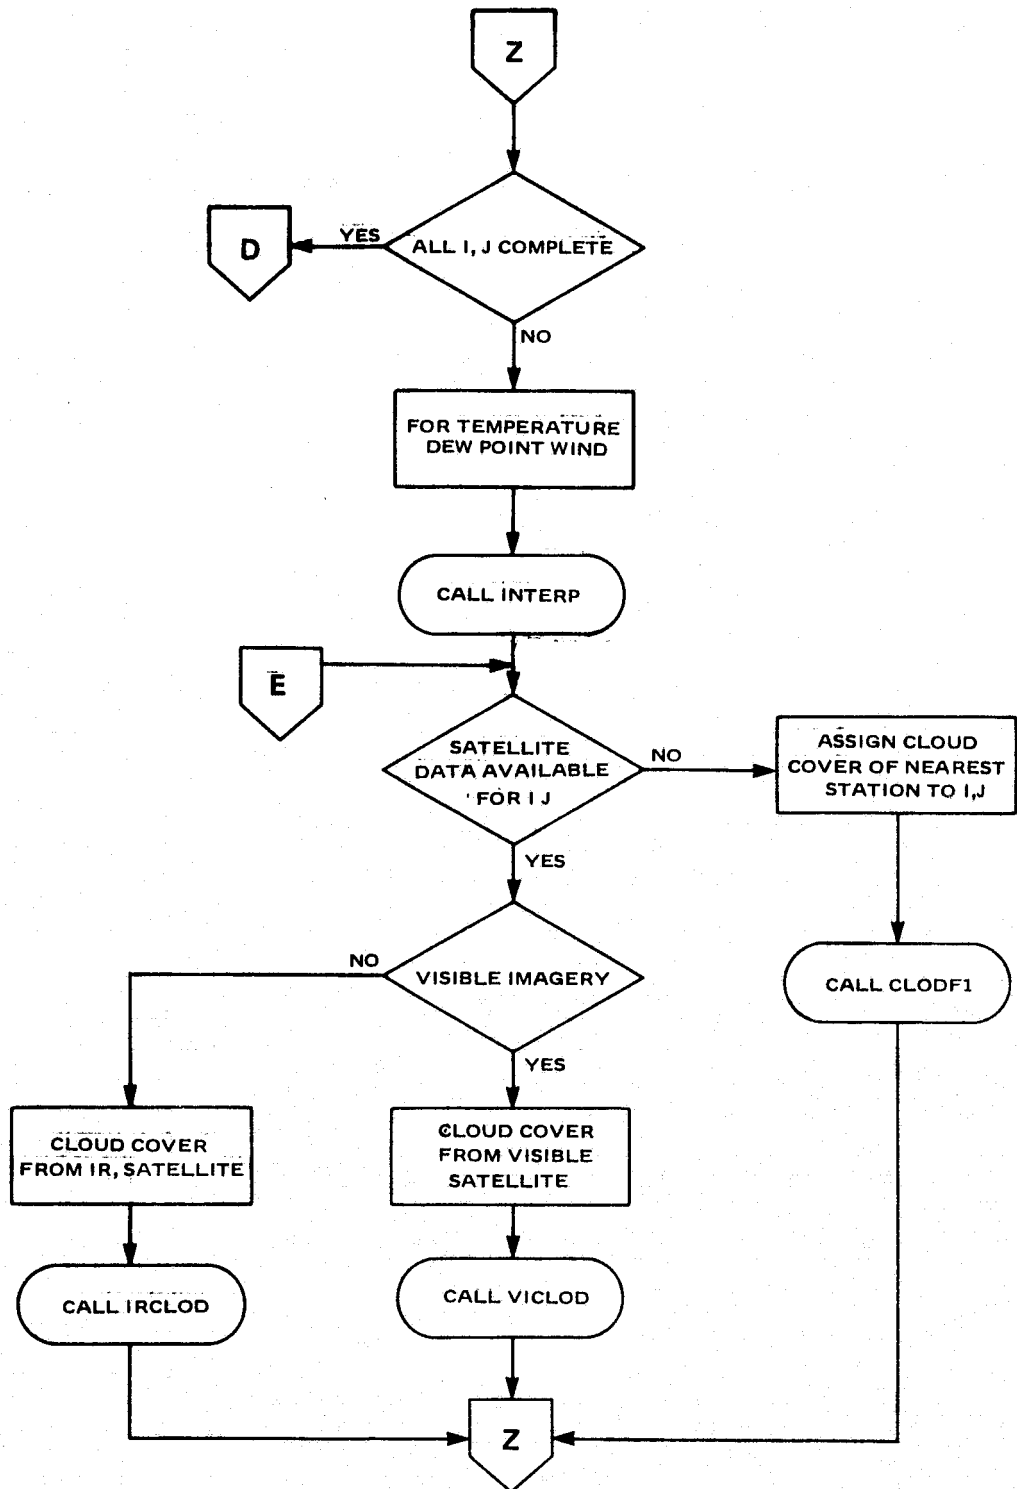 Z
ALL I, J COMPLETE
YES
D
NO
FOR TEMPERATURE
DEW POINT WIND
CALL INTERP
E
SATELLITE
DATA AVAILABLE
FOR I J
NO
ASSIGN CLOUD
COVER OF NEAREST
STATION TO I,J
YES
CALL CLODF1
VISIBLE IMAGERY
NO
YES
CLOUD COVER
FROM IR, SATELLITE
CLOUD COVER
FROM VISIBLE
SATELLITE
CALL IRCLOD
CALL VICLOD
Z